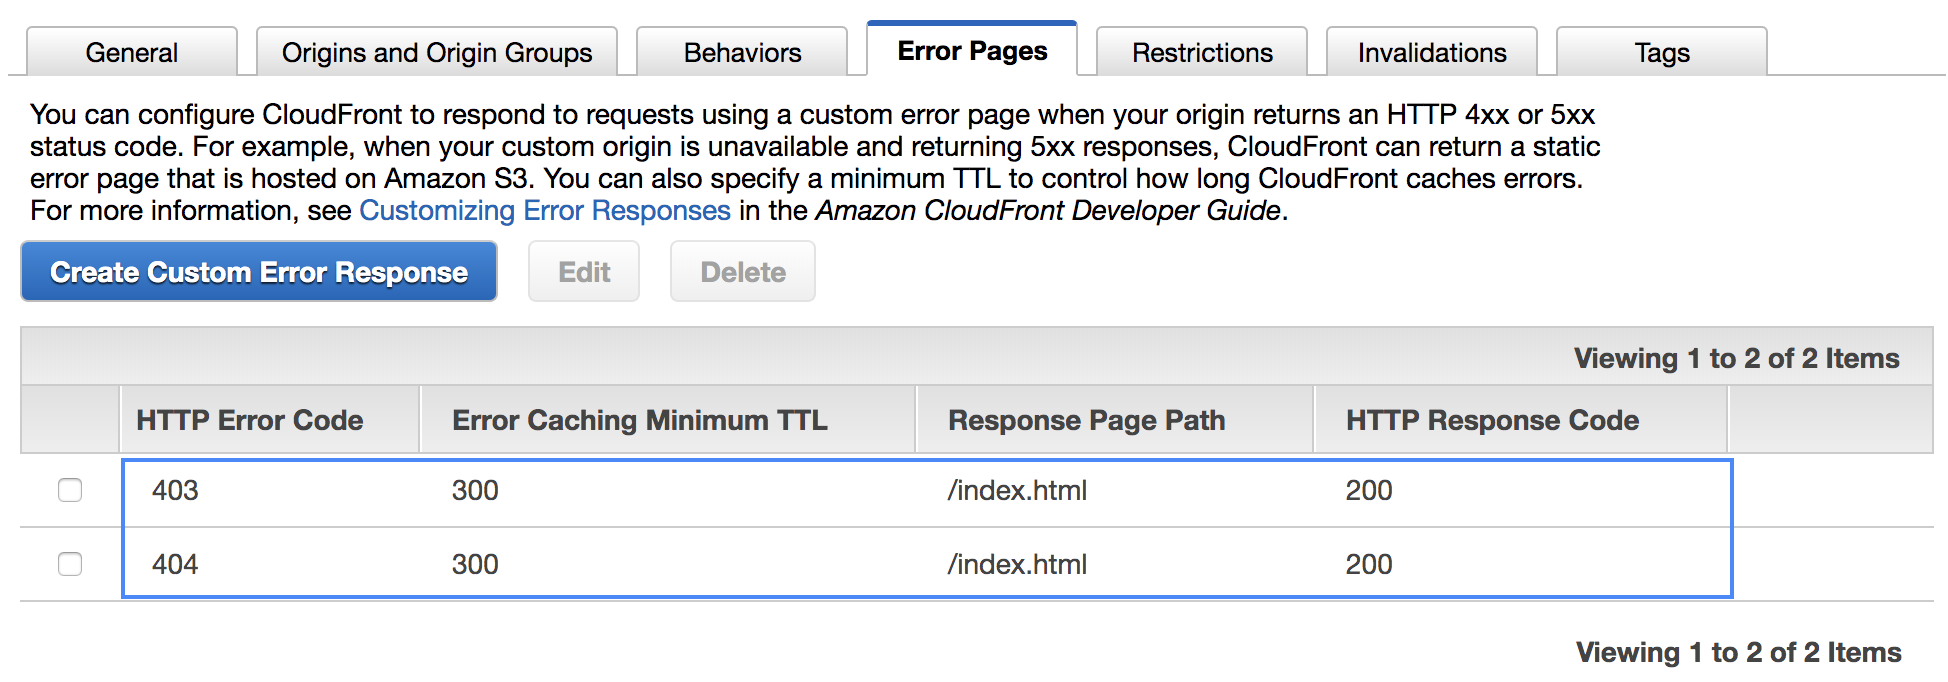 General Origins and Origin Groups Behaviors Error Pages Restrictions Invalidations Tags
You can configure CloudFront to respond to requests using a custom error page when your origin returns an HTTP 4xx or 5xx
status code. For example, when your custom origin is unavailable and returning 5xx responses, CloudFront can return a static
error page that is hosted on Amazon S3. You can also specify a minimum TTL to control how long CloudFront caches errors.
For more information, see Customizing Error Responses in the Amazon CloudFront Developer Guide.
Create Custom Error Response Edit Delete
Viewing 1 to 2 of 2 Items
HTTP Error Code Error Caching Minimum TTL Response Page Path HTTP Response Code
403 300 /index.html 200
404 300 /index.html 200
Viewing 1 to 2 of 2 Items